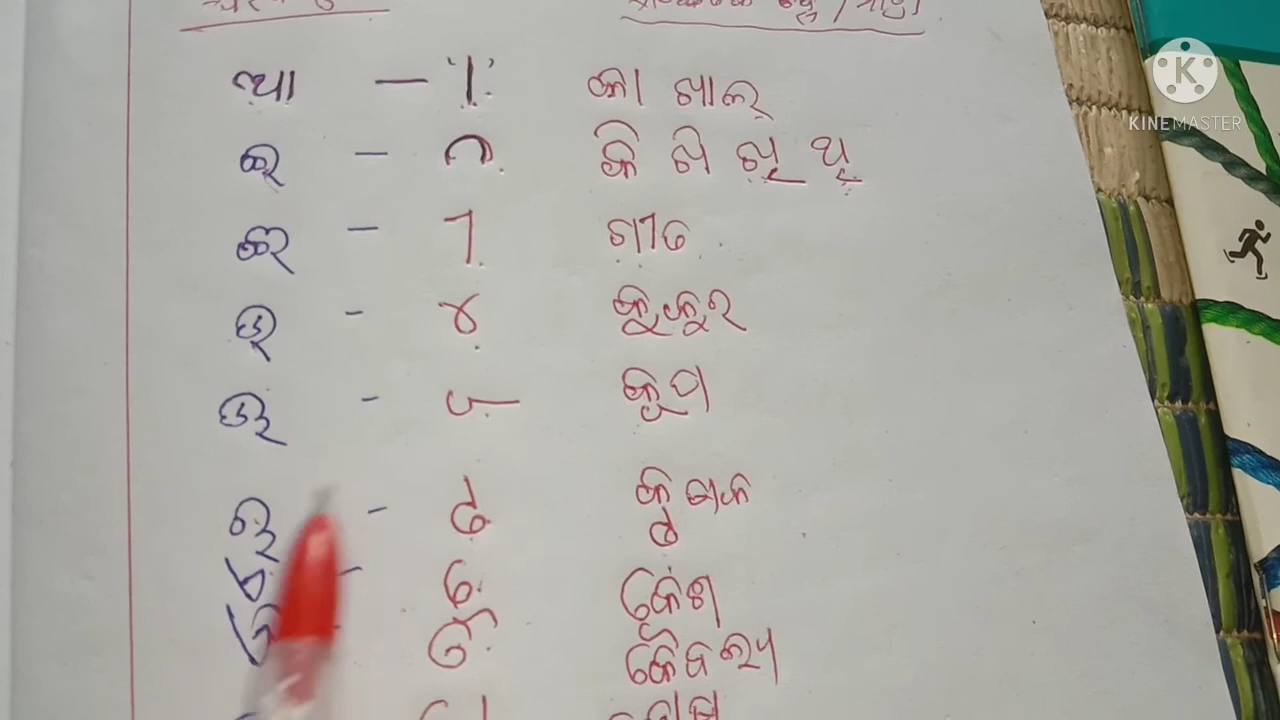 ଆ – ା କା ଖାଲ୍
ଇ – ି କି ଖି ଖୁ ଥୁ
ଈ – ୀ ଗୀତ
ଉ – ୁ କୁକୁର
ଊ – ୂ କୂପ
ଋ – ୃ କୃଷକ
ଏ – େ କେଶ
ଐ – ୈ କୈବଲ୍ୟ
KINEMASTER